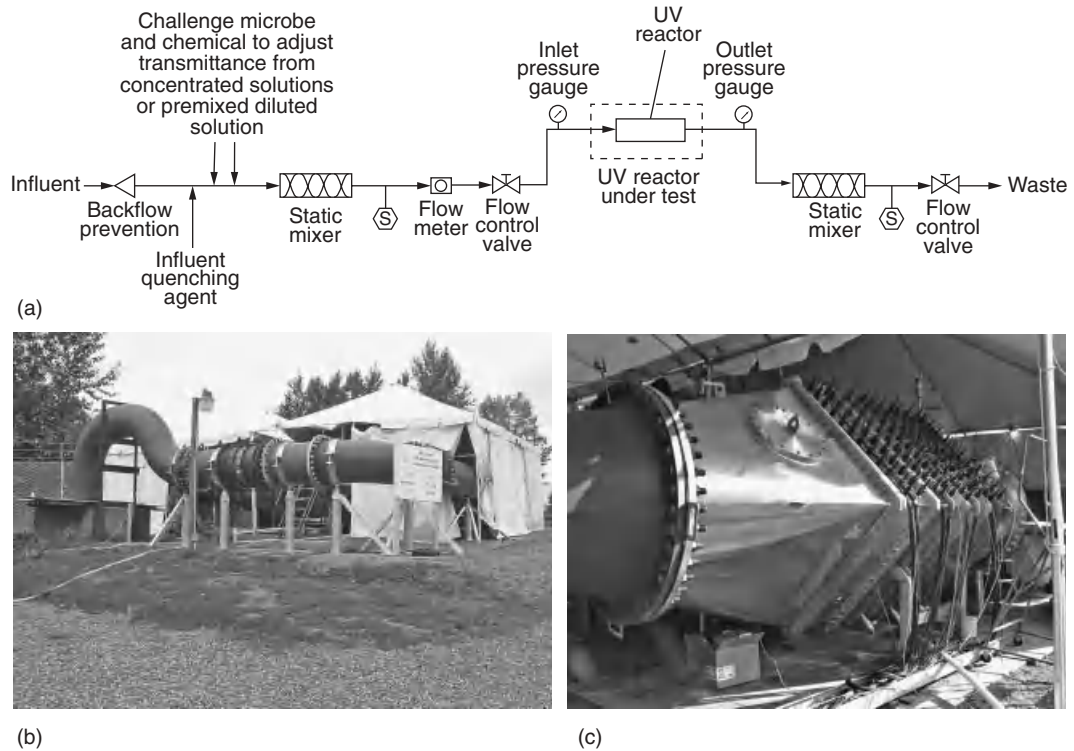 Challenge microbe
and chemical to adjust
transmittance from
concentrated solutions
or premixed diluted
solution
UV
reactor
Inlet
pressure
gauge
Outlet
pressure
gauge
Influent
Backflow
prevention
Influent
quenching
agent
Static
mixer
S
Flow
meter
Flow
control
valve
UV reactor
under test
Static
mixer
S
Flow
control
valve
Waste
(a)
(b)
(c)